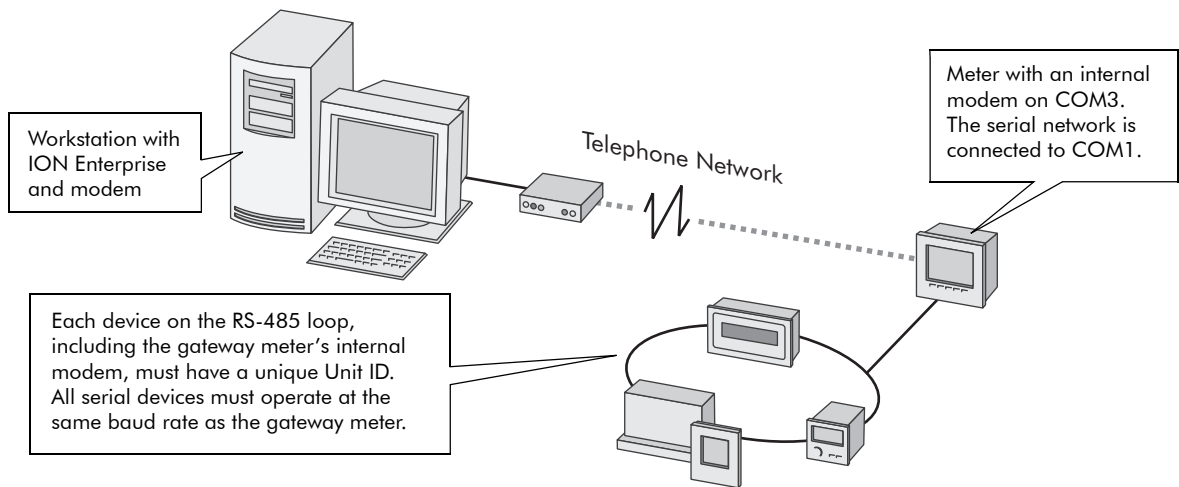 Workstation with
ION Enterprise
and modem
Telephone Network
Meter with an internal
modem on COM3.
The serial network is
connected to COM1.
Each device on the RS-485 loop,
including the gateway meter's internal
modem, must have a unique Unit ID.
All serial devices must operate at the
same baud rate as the gateway meter.